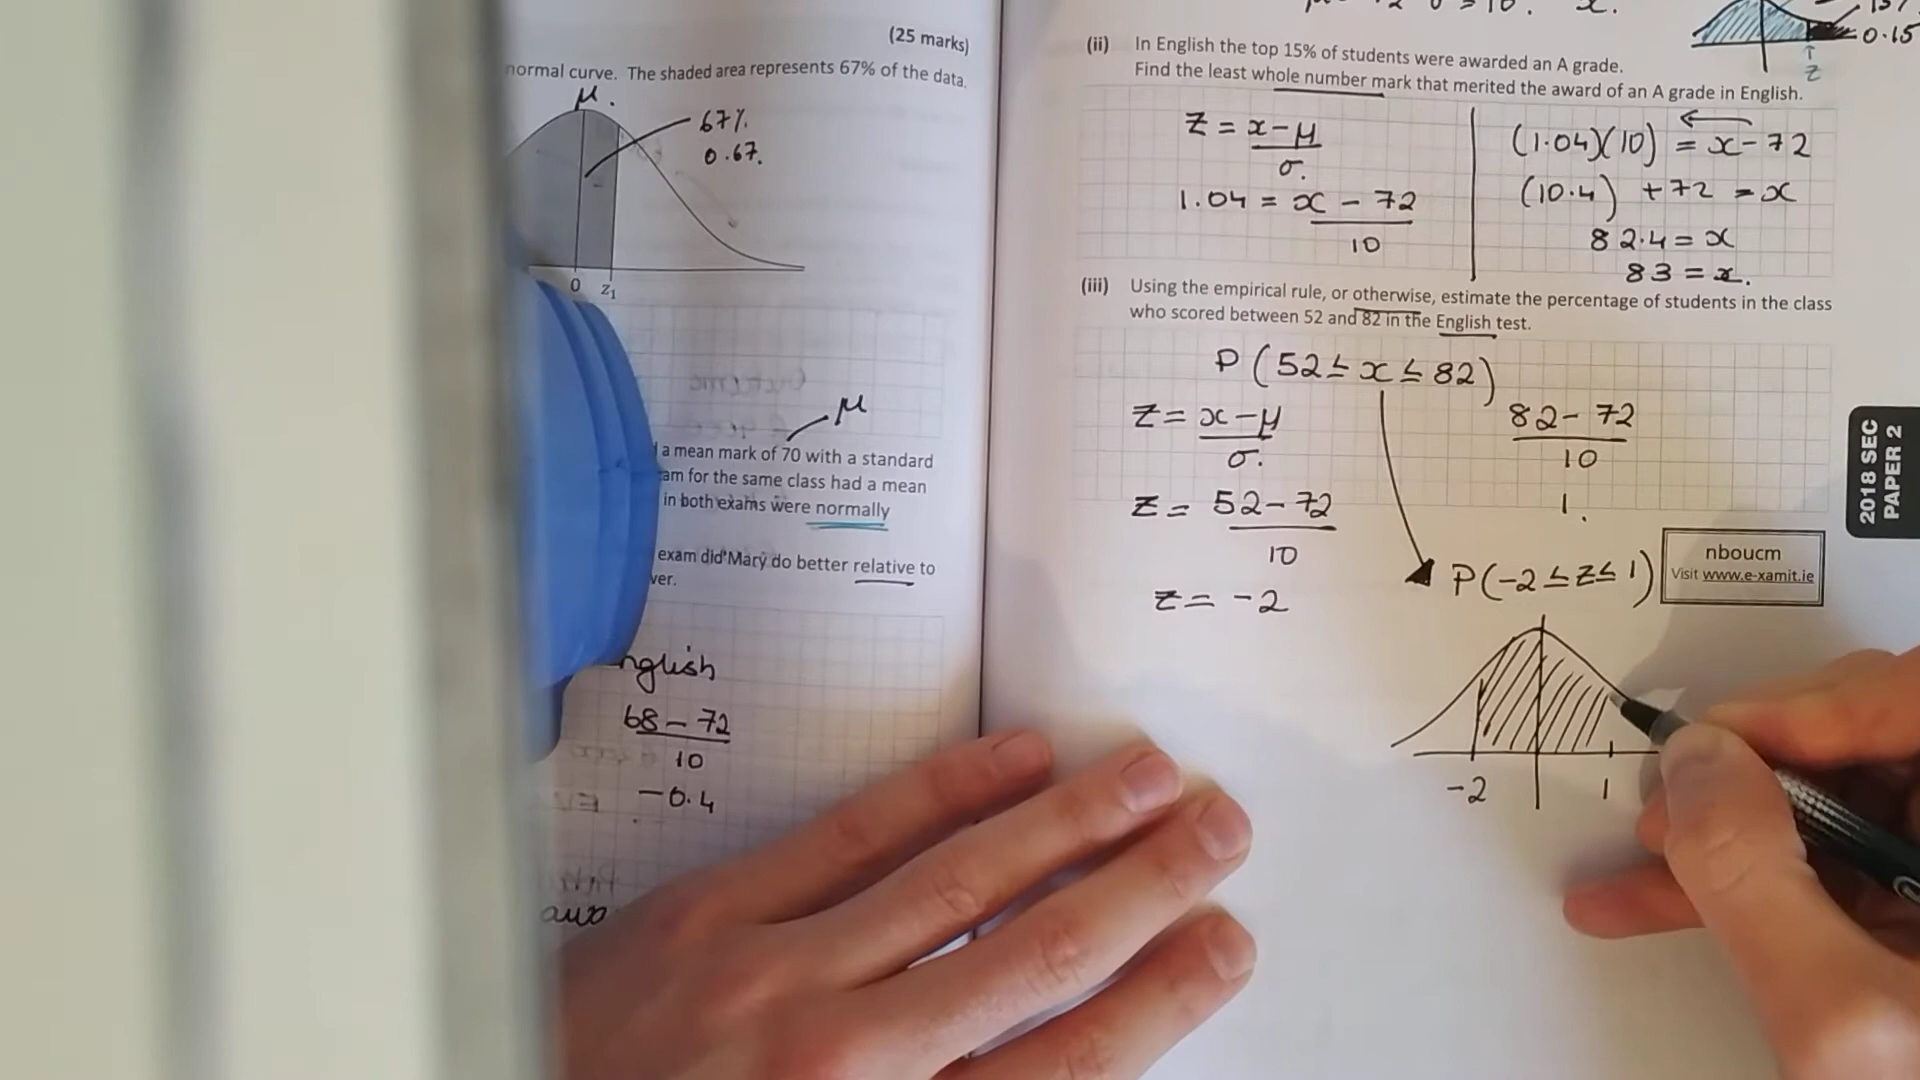 (25 marks)
normal curve. The shaded area represents 67% of the data.
μ.
67%
0.67.
0 z₁
μ
a mean mark of 70 with a standard
am for the same class had a mean
in both exams were normally
exam did Mary do better relative to
ver.
nglish
68 - 72
10
-0.4
0.15
z
(ii) In English the top 15% of students were awarded an A grade.
Find the least whole number mark that merited the award of an A grade in English.
z = x - μ
σ.
1.04 = x - 72
10
(1.04)(10) = x - 72
(10.4) + 72 = x
82.4 = x
83 = x.
(iii) Using the empirical rule, or otherwise, estimate the percentage of students in the class
who scored between 52 and 82 in the English test.
P(52 ≤ x ≤ 82)
z = x - μ
σ.
z = 52 - 72
10
z = -2
82 - 72
10
1.
P(-2 ≤ z ≤ 1)
-2 1
nboucm
Visit www.e-xamit.ie
2018 SEC
PAPER 2